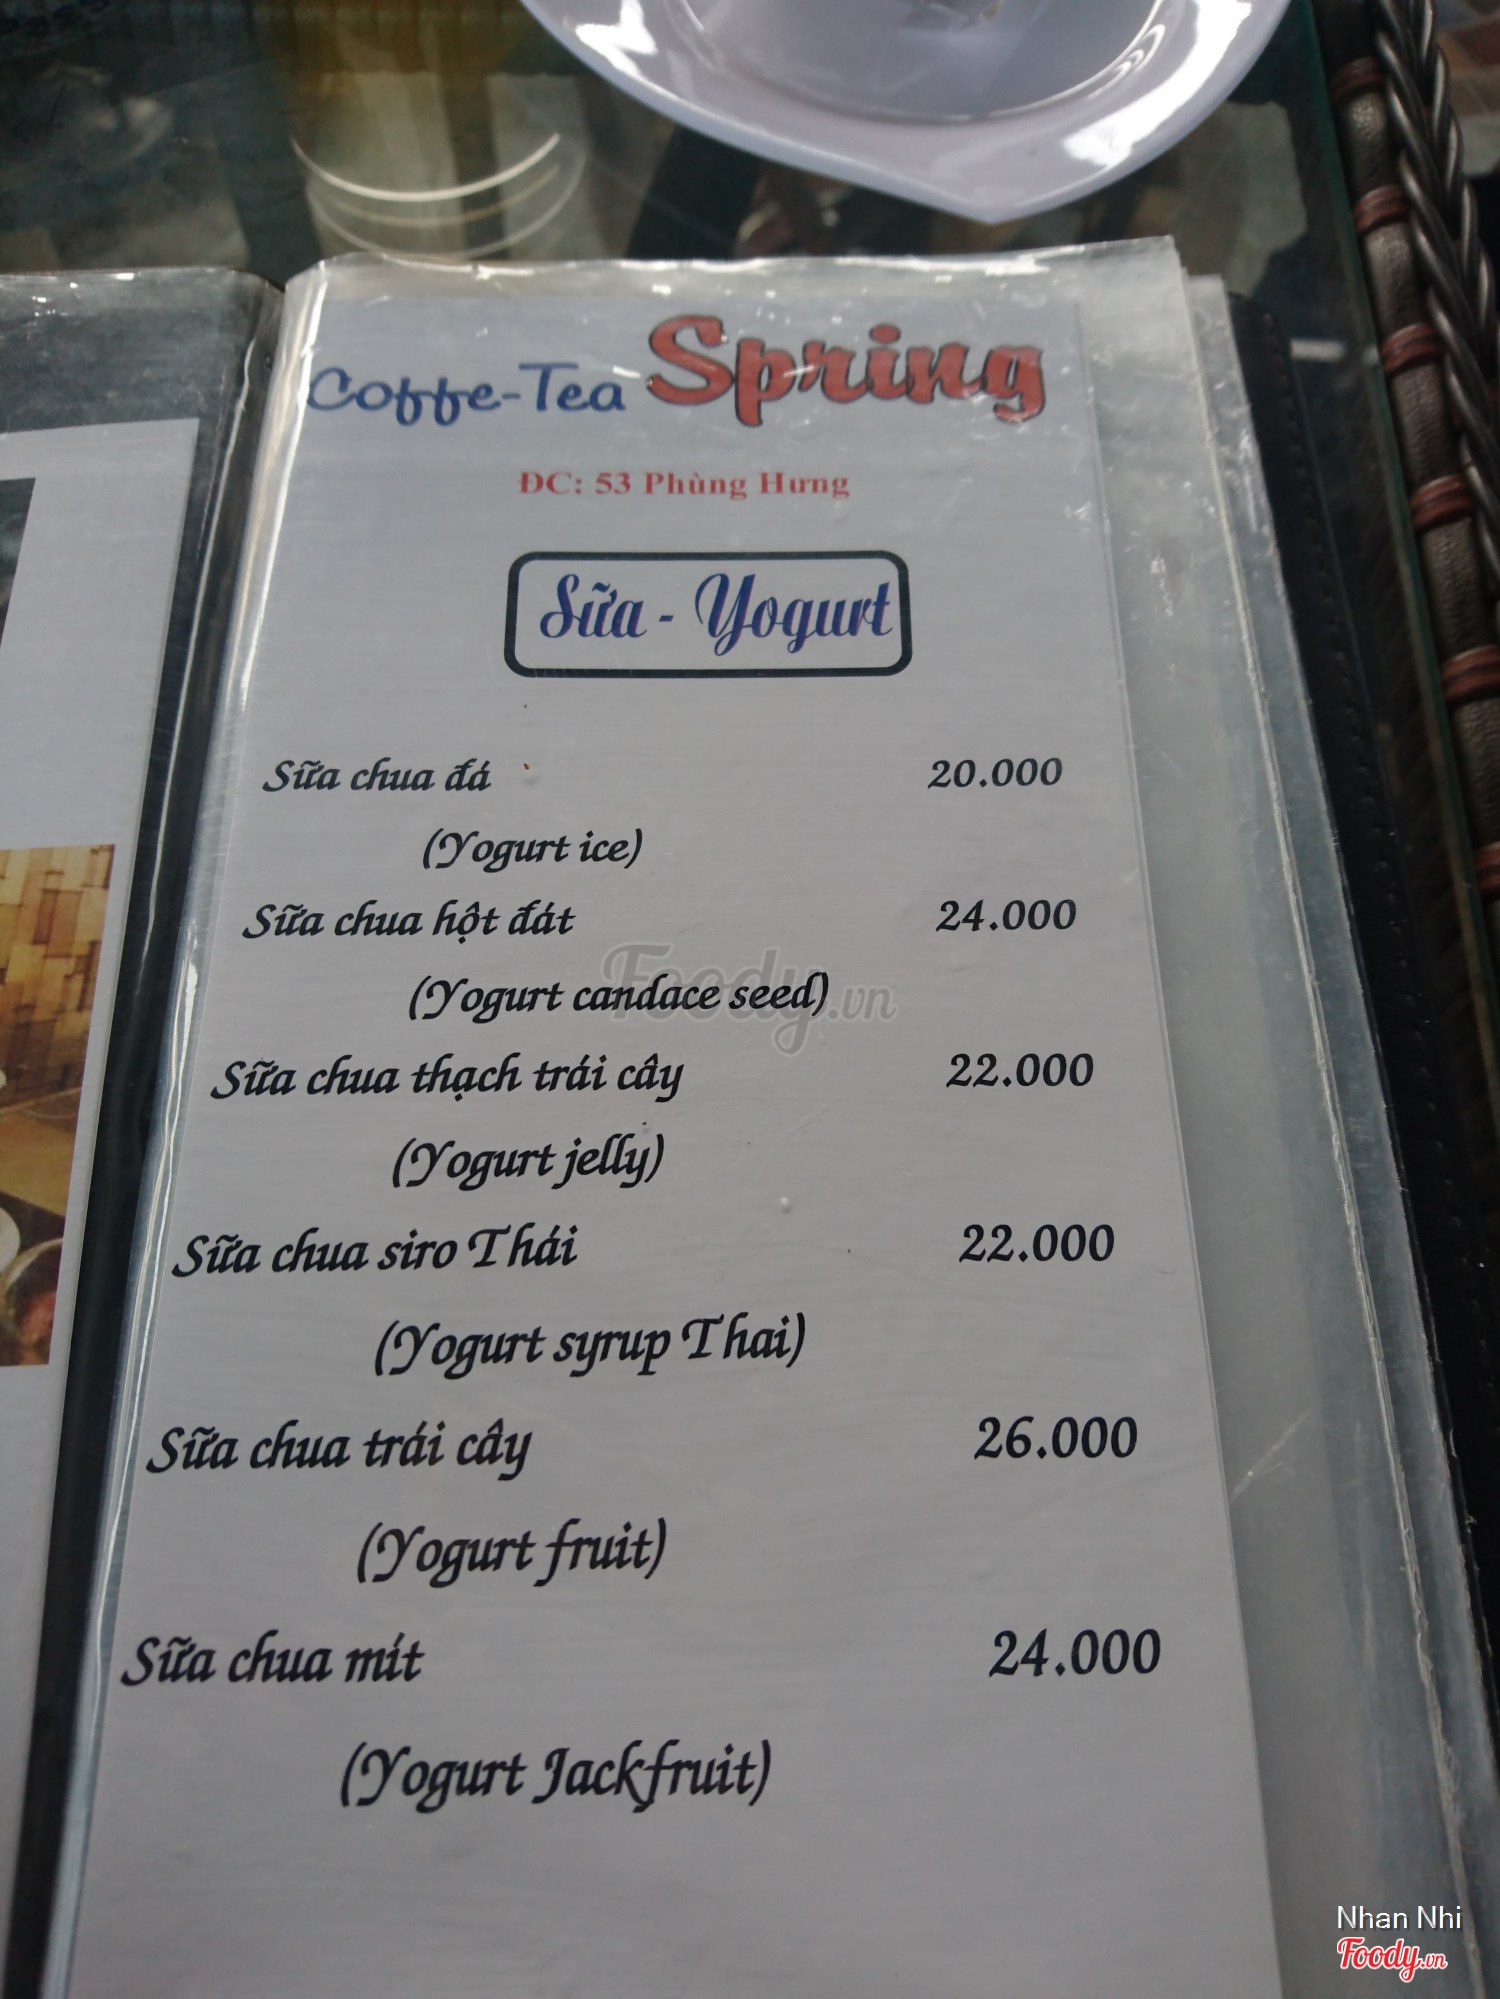 Coffe-Tea Spring
ĐC: 53 Phùng Hưng
Sữa - Yogurt
Sữa chua đá 20.000
(Yogurt ice)
Sữa chua hột đát 24.000
(Yogurt candace seed)
Foody.vn
Sữa chua thạch trái cây 22.000
(Yogurt jelly)
Sữa chua siro Thái 22.000
(Yogurt syrup Thai)
Sữa chua trái cây 26.000
(Yogurt fruit)
Sữa chua mít 24.000
(Yogurt Jackfruit)
Nhan Nhi
Foody.vn